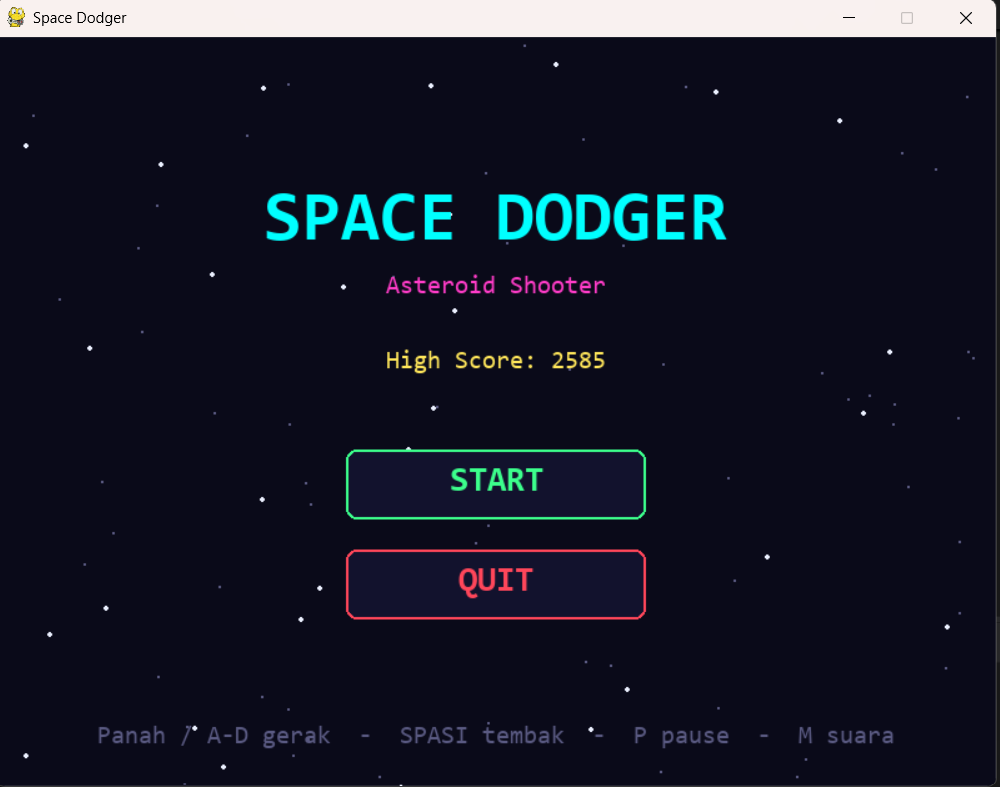 Space Dodger
SPACE DODGER
Asteroid Shooter
High Score: 2585
START
QUIT
Panah / A-D gerak - SPASI tembak - P pause - M suara